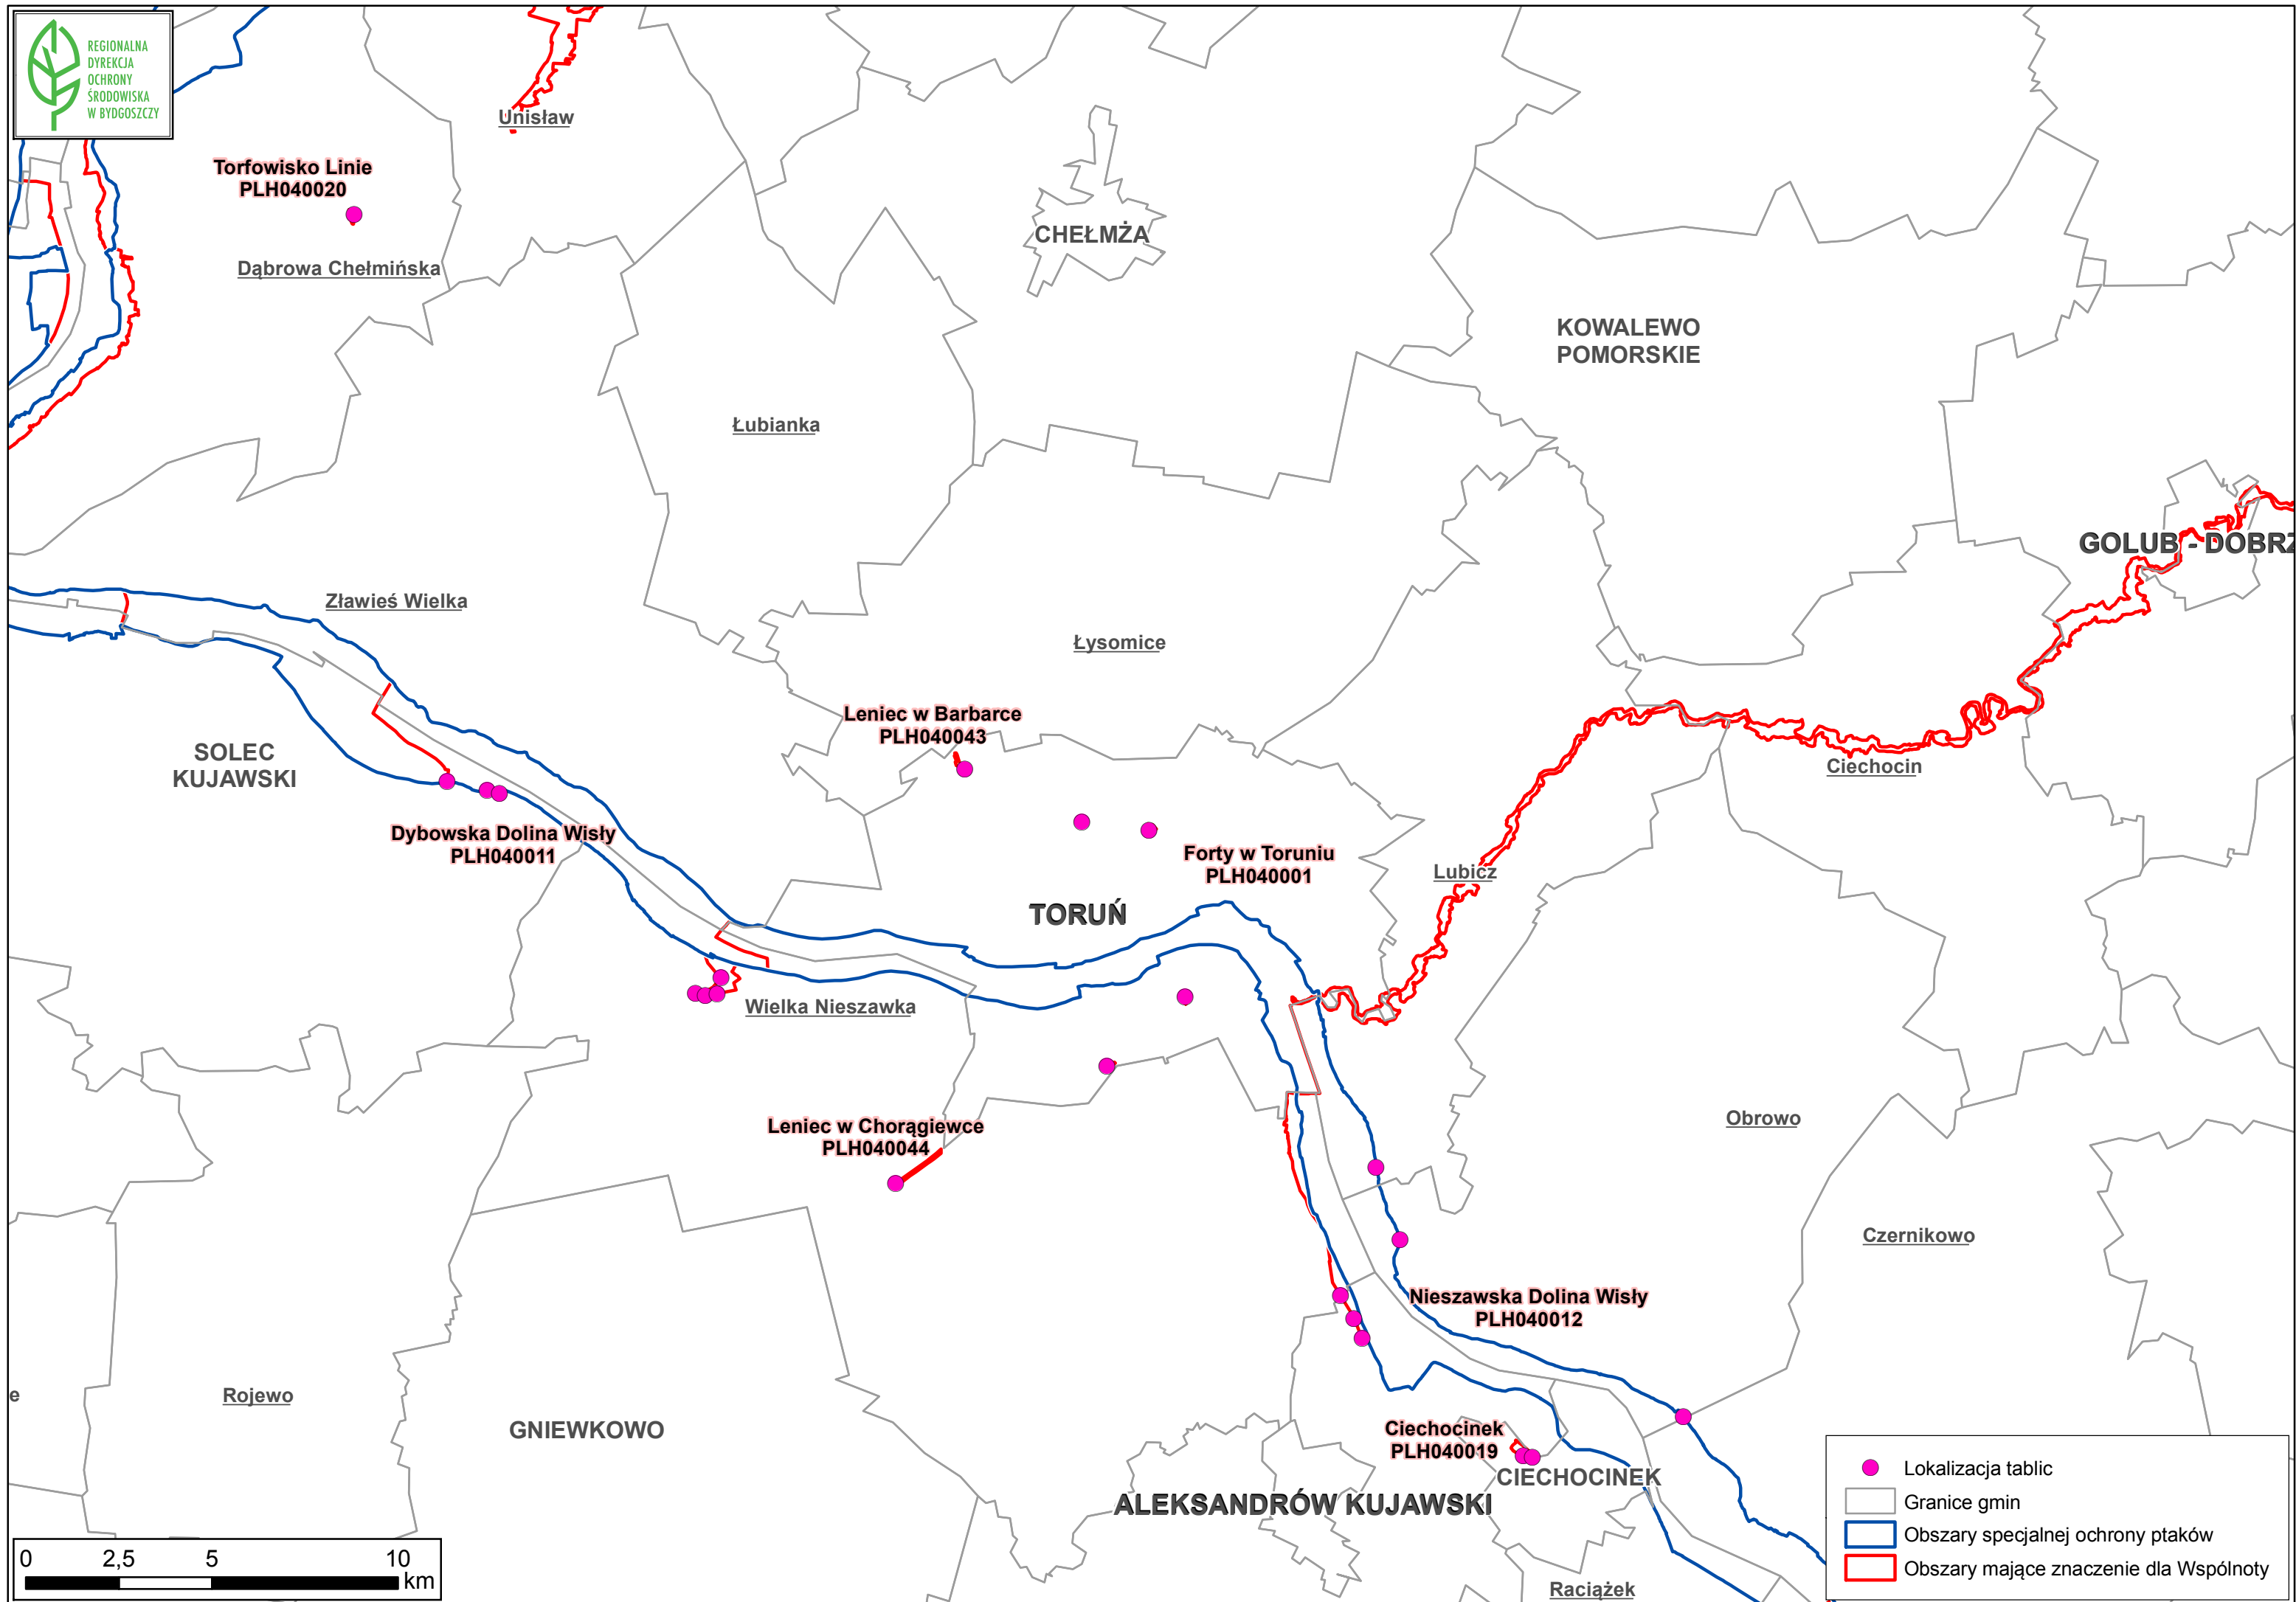 REGIONALNA
DYREKCJA
OCHRONY
ŚRODOWISKA
W BYDGOSZCZY
Unisław
Torfowisko Linie
PLH040020
Dąbrowa Chełmińska
CHEŁMŻA
KOWALEWO
POMORSKIE
Łubianka
GOLUB - DOBRZ
Zławieś Wielka
Łysomice
Leniec w Barbarce
PLH040043
SOLEC
KUJAWSKI
Ciechocin
Dybowska Dolina Wisły
PLH040011
Forty w Toruniu
PLH040001
Lubicz
TORUŃ
Wielka Nieszawka
Leniec w Chorągiewce
PLH040044
Obrowo
Czernikowo
Nieszawska Dolina Wisły
PLH040012
e
Rojewo
GNIEWKOWO
Ciechocinek
PLH040019
CIECHOCINEK
ALEKSANDRÓW KUJAWSKI
Raciążek
0 2,5 5 10
km
Lokalizacja tablic
Granice gmin
Obszary specjalnej ochrony ptaków
Obszary mające znaczenie dla Wspólnoty